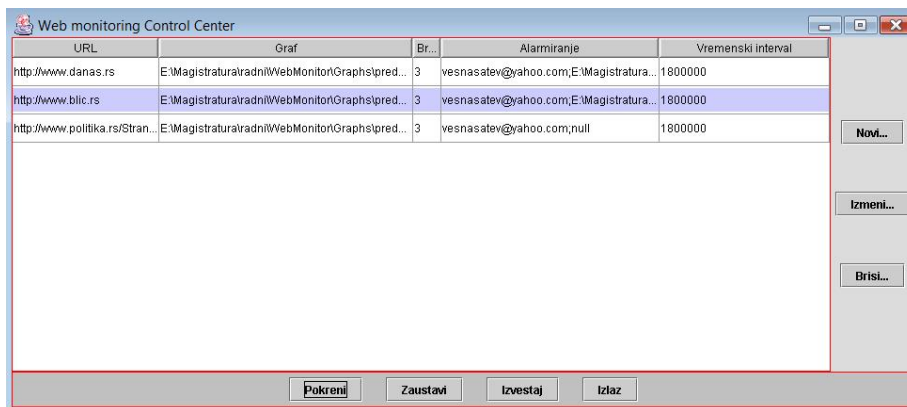 Web monitoring Control Center
URL Graf Br... Alarmiranje Vremenski interval
http://www.danas.rs E:\Magistratura\radni\WebMonitor\Graphs\pred... 3 vesnasatev@yahoo.com;E:\Magistratura... 1800000
http://www.blic.rs E:\Magistratura\radni\WebMonitor\Graphs\pred... 3 vesnasatev@yahoo.com;E:\Magistratura... 1800000
http://www.politika.rs/Stran... E:\Magistratura\radni\WebMonitor\Graphs\pred... 3 vesnasatev@yahoo.com;null 1800000
Novi...
Izmeni...
Brisi...
Pokreni Zaustavi Izvestaj Izlaz